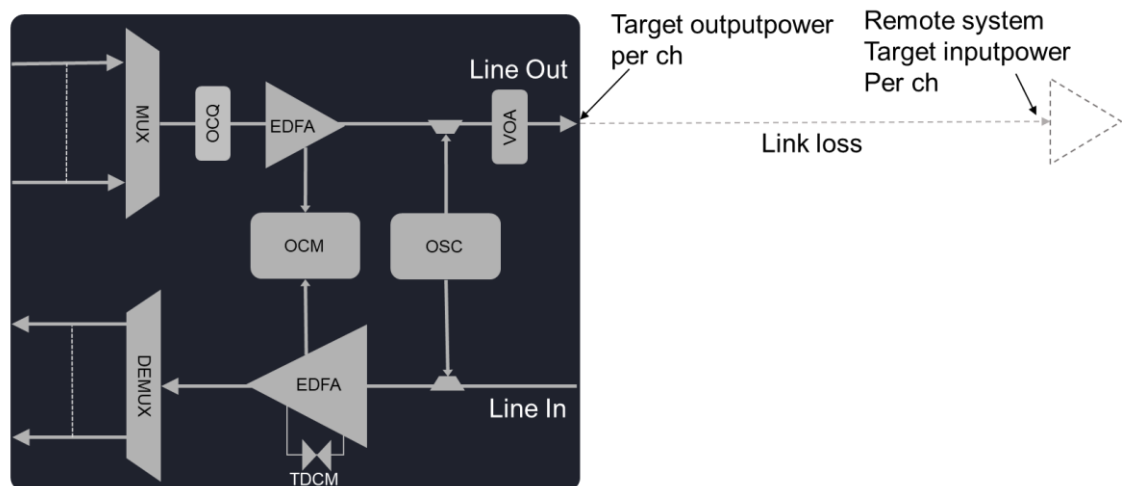 Target outputpower
per ch
Remote system
Target inputpower
Per ch
Line Out
MUX
OCQ
EDFA
VOA
Link loss
OCM
OSC
DEMUX
EDFA
Line In
TDCM